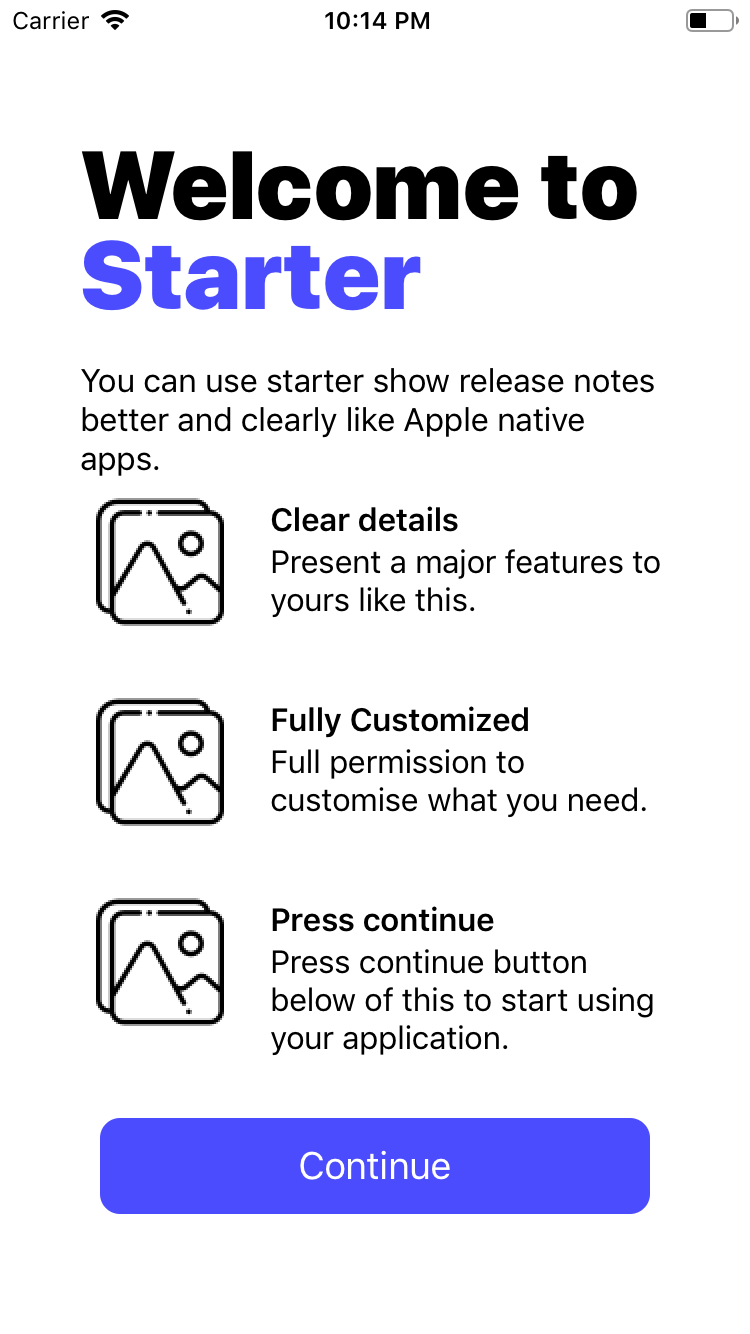 Carrier 10:14 PM
Welcome to
Starter
You can use starter show release notes
better and clearly like Apple native
apps.
Clear details
Present a major features to
yours like this.
Fully Customized
Full permission to
customise what you need.
Press continue
Press continue button
below of this to start using
your application.
Continue